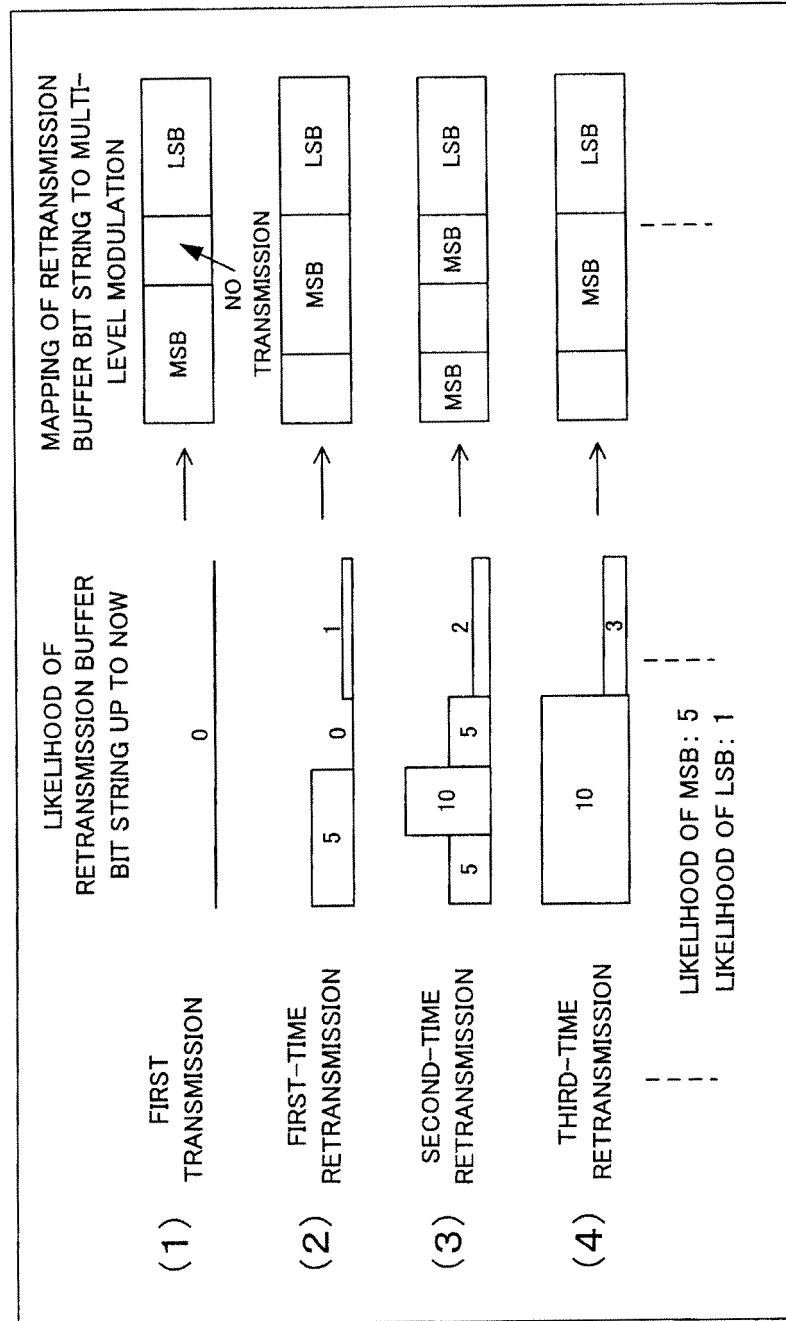 LIKELIHOOD OF
RETRANSMISSION BUFFER
BIT STRING UP TO NOW
MAPPING OF RETRANSMISSION
BUFFER BIT STRING TO MULTI-
LEVEL MODULATION
(1)
FIRST
TRANSMISSION
0
MSB
LSB
NO
TRANSMISSION
(2)
FIRST-TIME
RETRANSMISSION
5
0
1
MSB
LSB
(3)
SECOND-TIME
RETRANSMISSION
5
10
5
2
MSB
MSB
LSB
(4)
THIRD-TIME
RETRANSMISSION
10
3
MSB
LSB
LIKELIHOOD OF MSB: 5
LIKELIHOOD OF LSB: 1